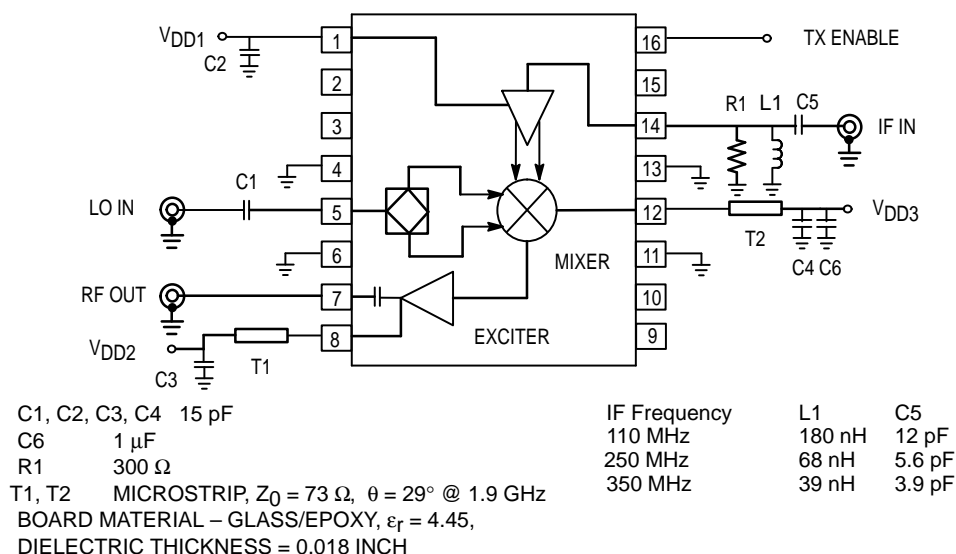 VDD1
C2
1
2
3
4
5
6
7
8
16
15
14
13
12
11
10
9
TX ENABLE
R1 L1 C5
IF IN
C1
LO IN
VDD3
T2
C4 C6
MIXER
RF OUT
EXCITER
VDD2
T1
C3
C1, C2, C3, C4 15 pF
C6 1 μF
R1 300 Ω
T1, T2 MICROSTRIP, Z0 = 73 Ω, θ = 29° @ 1.9 GHz
BOARD MATERIAL – GLASS/EPOXY, εr = 4.45,
DIELECTRIC THICKNESS = 0.018 INCH
IF Frequency L1 C5
110 MHz 180 nH 12 pF
250 MHz 68 nH 5.6 pF
350 MHz 39 nH 3.9 pF